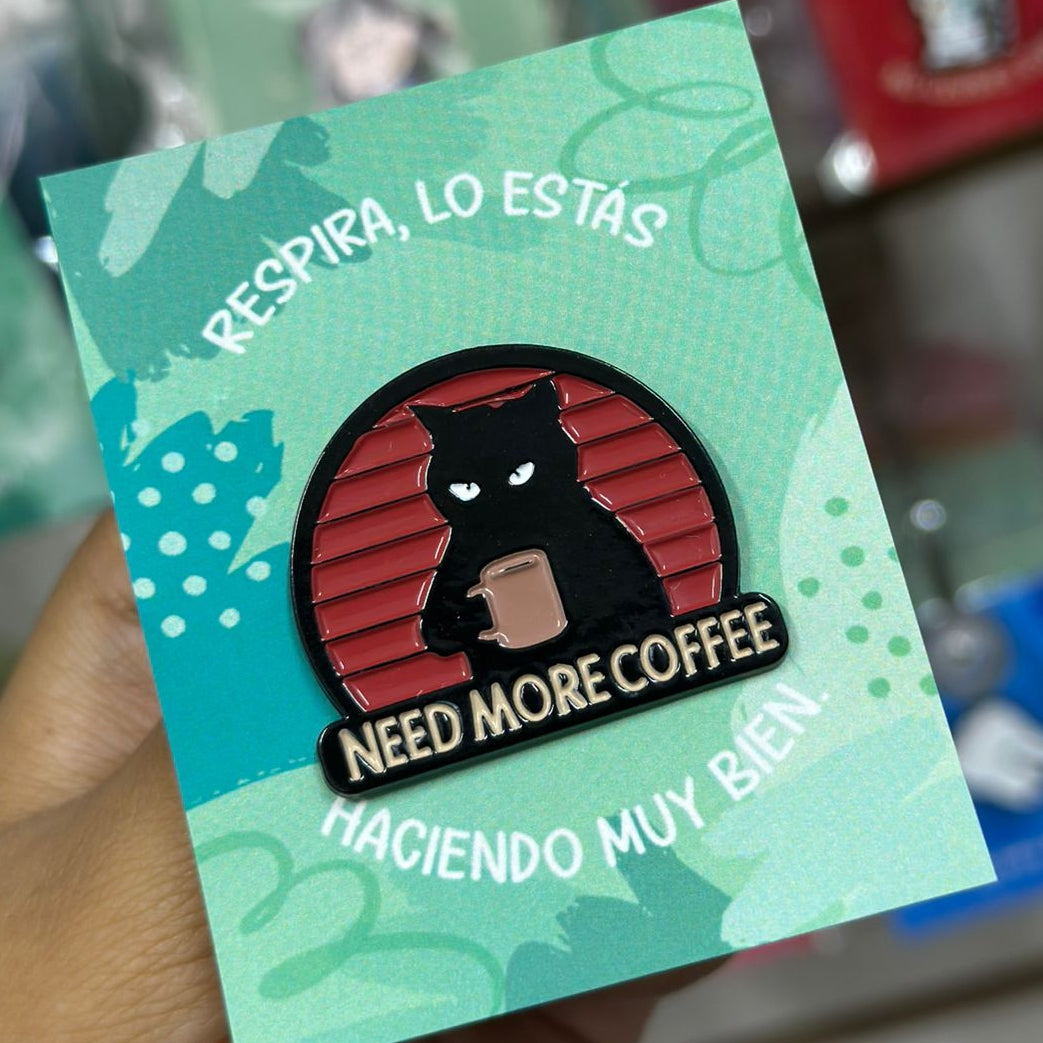 RESPIRA, LO ESTÁS
NEED MORE COFFEE
HACIENDO MUY BIEN.